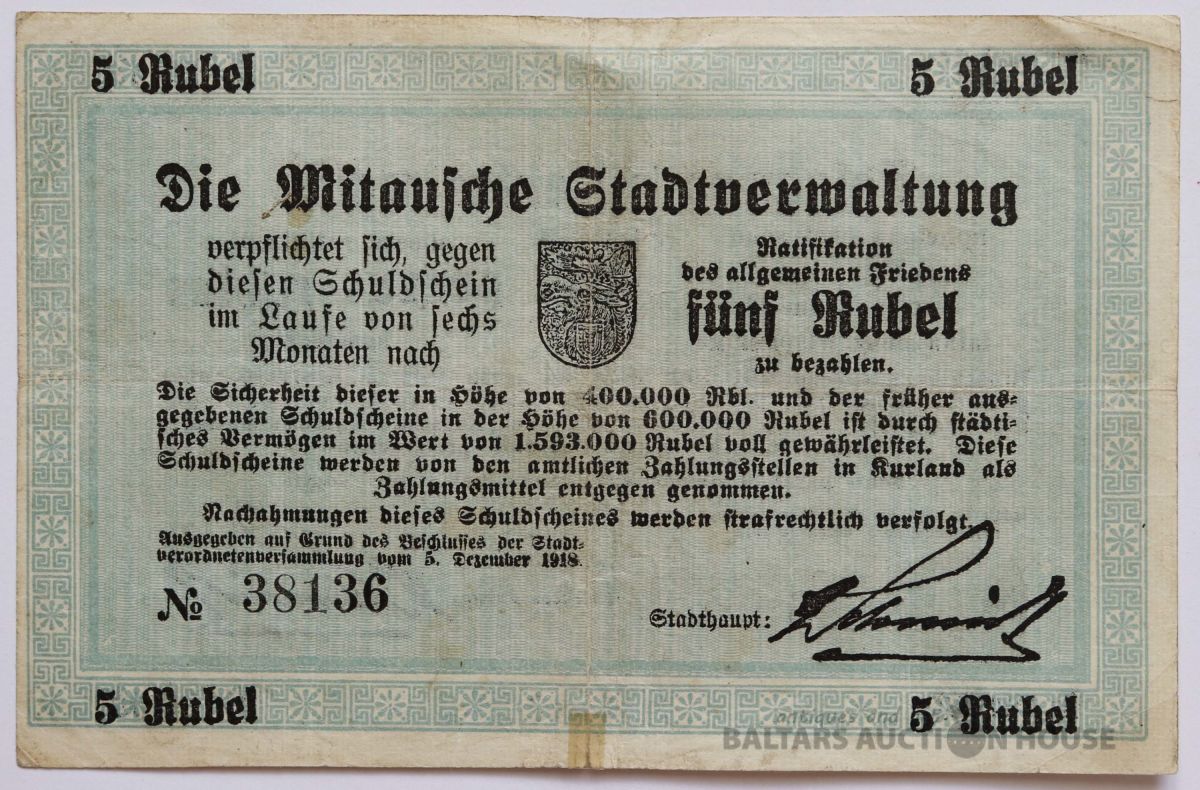 5 Rubel
5 Rubel
Die Mitausche Stadtverwaltung
verpflichtet sich, gegen
diesen Schuldschein
im Laufe von sechs
Monaten nach
Ratifikation
des allgemeinen Friedens
fünf Rubel
zu bezahlen.
Die Sicherheit dieser in Höhe von 400.000 Rbl. und der früher aus-
gegebenen Schuldscheine in der Höhe von 600.000 Rubel ist durch städti-
sches Vermögen im Wert von 1.593.000 Rubel voll gewährleistet. Diese
Schuldscheine werden von den amtlichen Zahlungsstellen in Kurland als
Zahlungsmittel entgegen genommen.
Nachahmungen dieses Schuldscheines werden strafrechtlich verfolgt.
Ausgegeben auf Grund des Beschlusses der Stadt-
verordnetenversammlung vom 5. Dezember 1918.
№ 38136
Stadthaupt:
5 Rubel
5 Rubel
antiques and
BALTARS AUCTION HOUSE